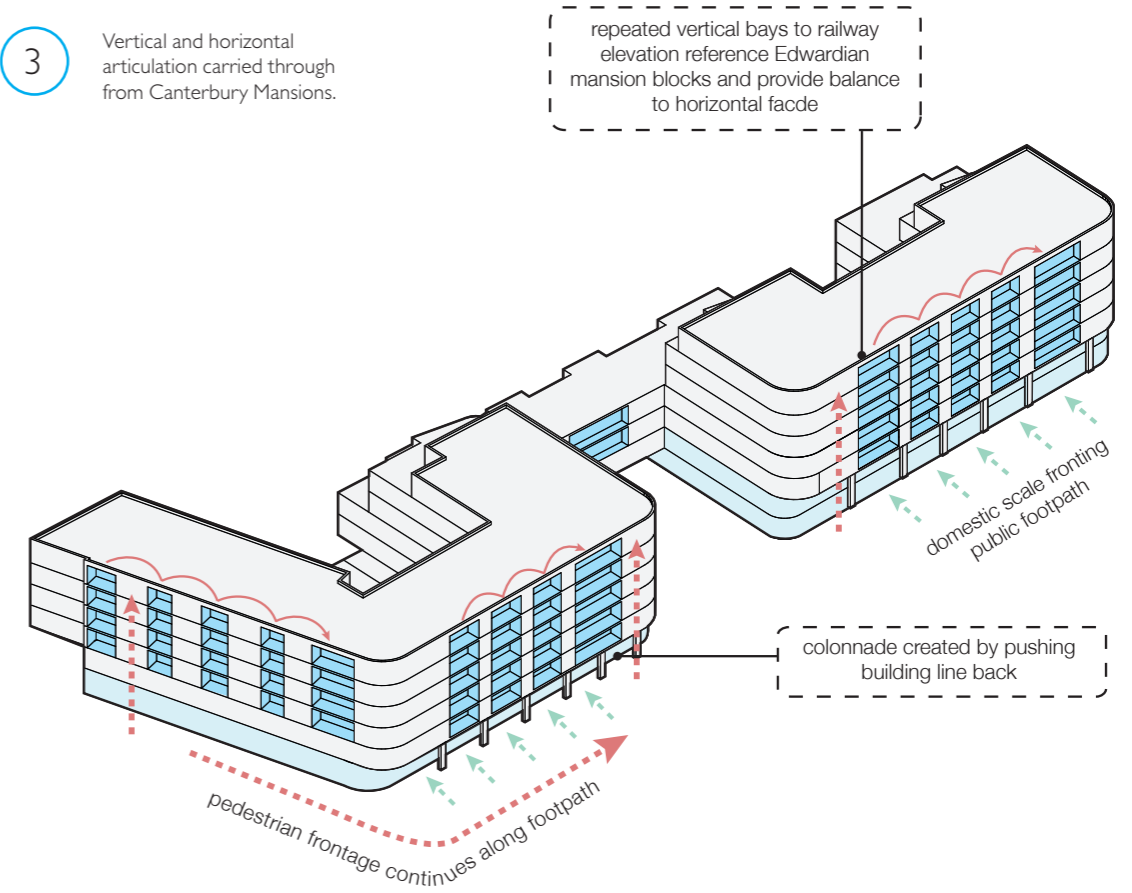 3
Vertical and horizontal
articulation carried through
from Canterbury Mansions.
repeated vertical bays to railway
elevation reference Edwardian
mansion blocks and provide balance
to horizontal facde
domestic scale fronting
public footpath
colonnade created by pushing
building line back
pedestrian frontage continues along footpath